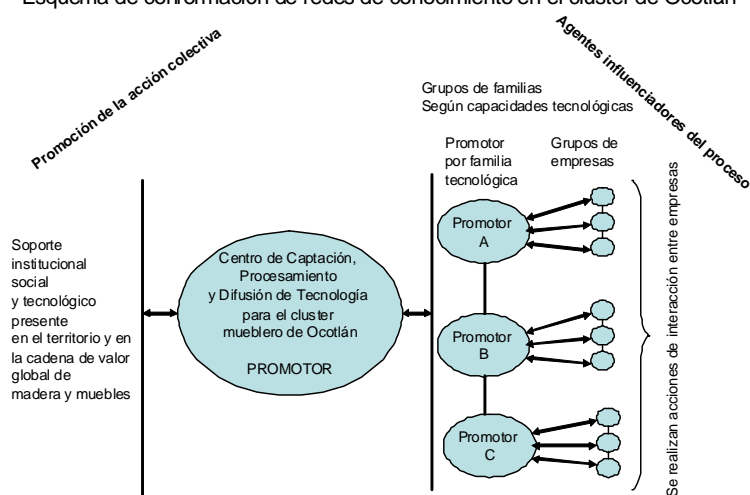 Esquema de conformación de redes de conocimiento en el cluster de Ocotlán
Promoción de la acción colectiva
Agentes influenciadores del proceso
Grupos de familias
Según capacidades tecnológicas
Promotor
por familia
tecnológica
Grupos de
empresas
Soporte
institucional
social
y tecnológico
presente
en el territorio y en
la cadena de valor
global de
madera y muebles
Centro de Captación,
Procesamiento
y Difusión de Tecnología
para el cluster
mueblero de Ocotlán
PROMOTOR
Promotor
A
Promotor
B
Promotor
C
Se realizan acciones de interacción entre empresas